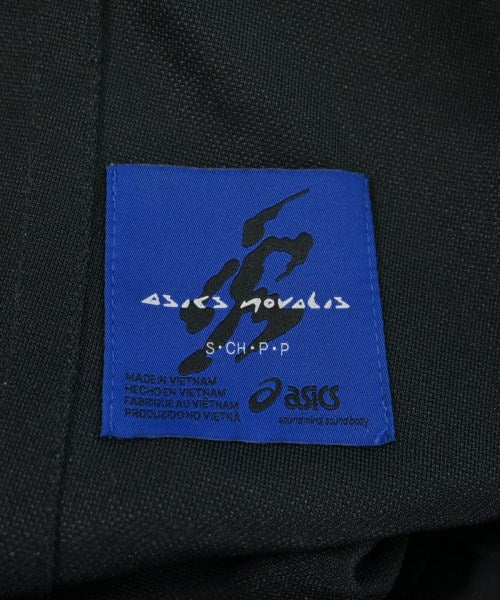 asics novalis
S・CH・P・P
MADE IN VIETNAM
HECHO EN VIETNAM
FABRIQUE AU VIETNAM
PRODUZIDO NO VIETNÃ
asics
sound mind, sound body